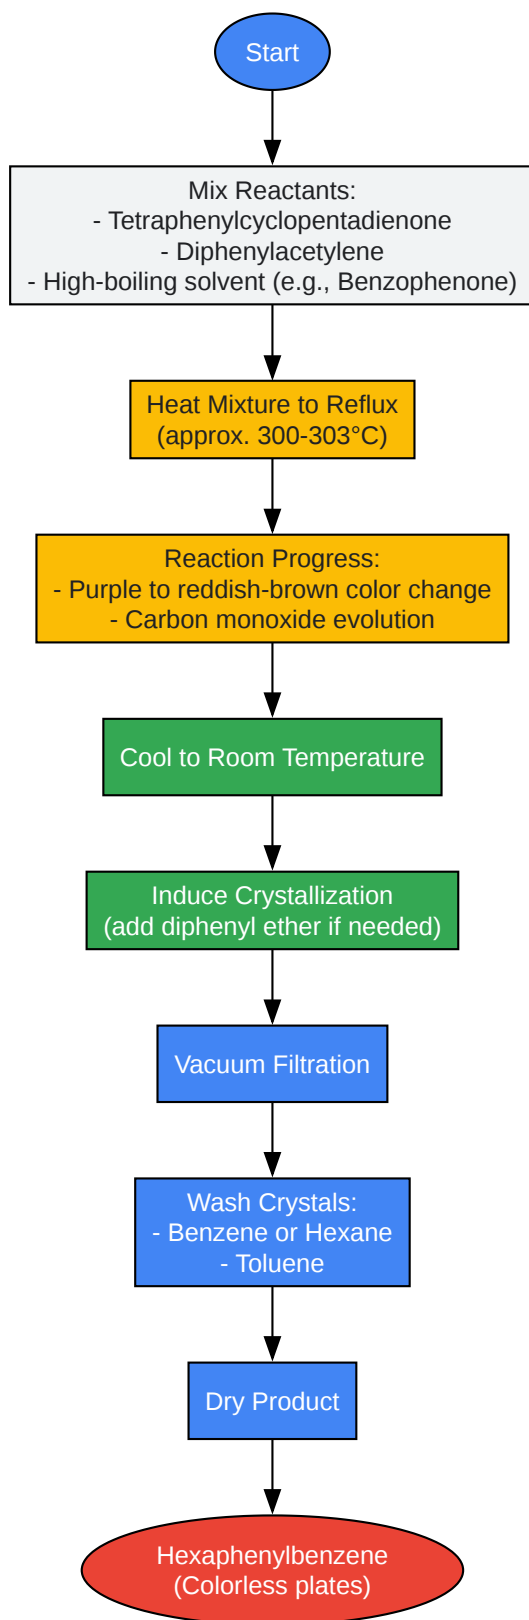 Start
Mix Reactants:
- Tetraphenylcyclopentadienone
- Diphenylacetylene
- High-boiling solvent (e.g., Benzophenone)
Heat Mixture to Reflux
(approx. 300-303°C)
Reaction Progress:
- Purple to reddish-brown color change
- Carbon monoxide evolution
Cool to Room Temperature
Induce Crystallization
(add diphenyl ether if needed)
Vacuum Filtration
Wash Crystals:
- Benzene or Hexane
- Toluene
Dry Product
Hexaphenylbenzene
(Colorless plates)